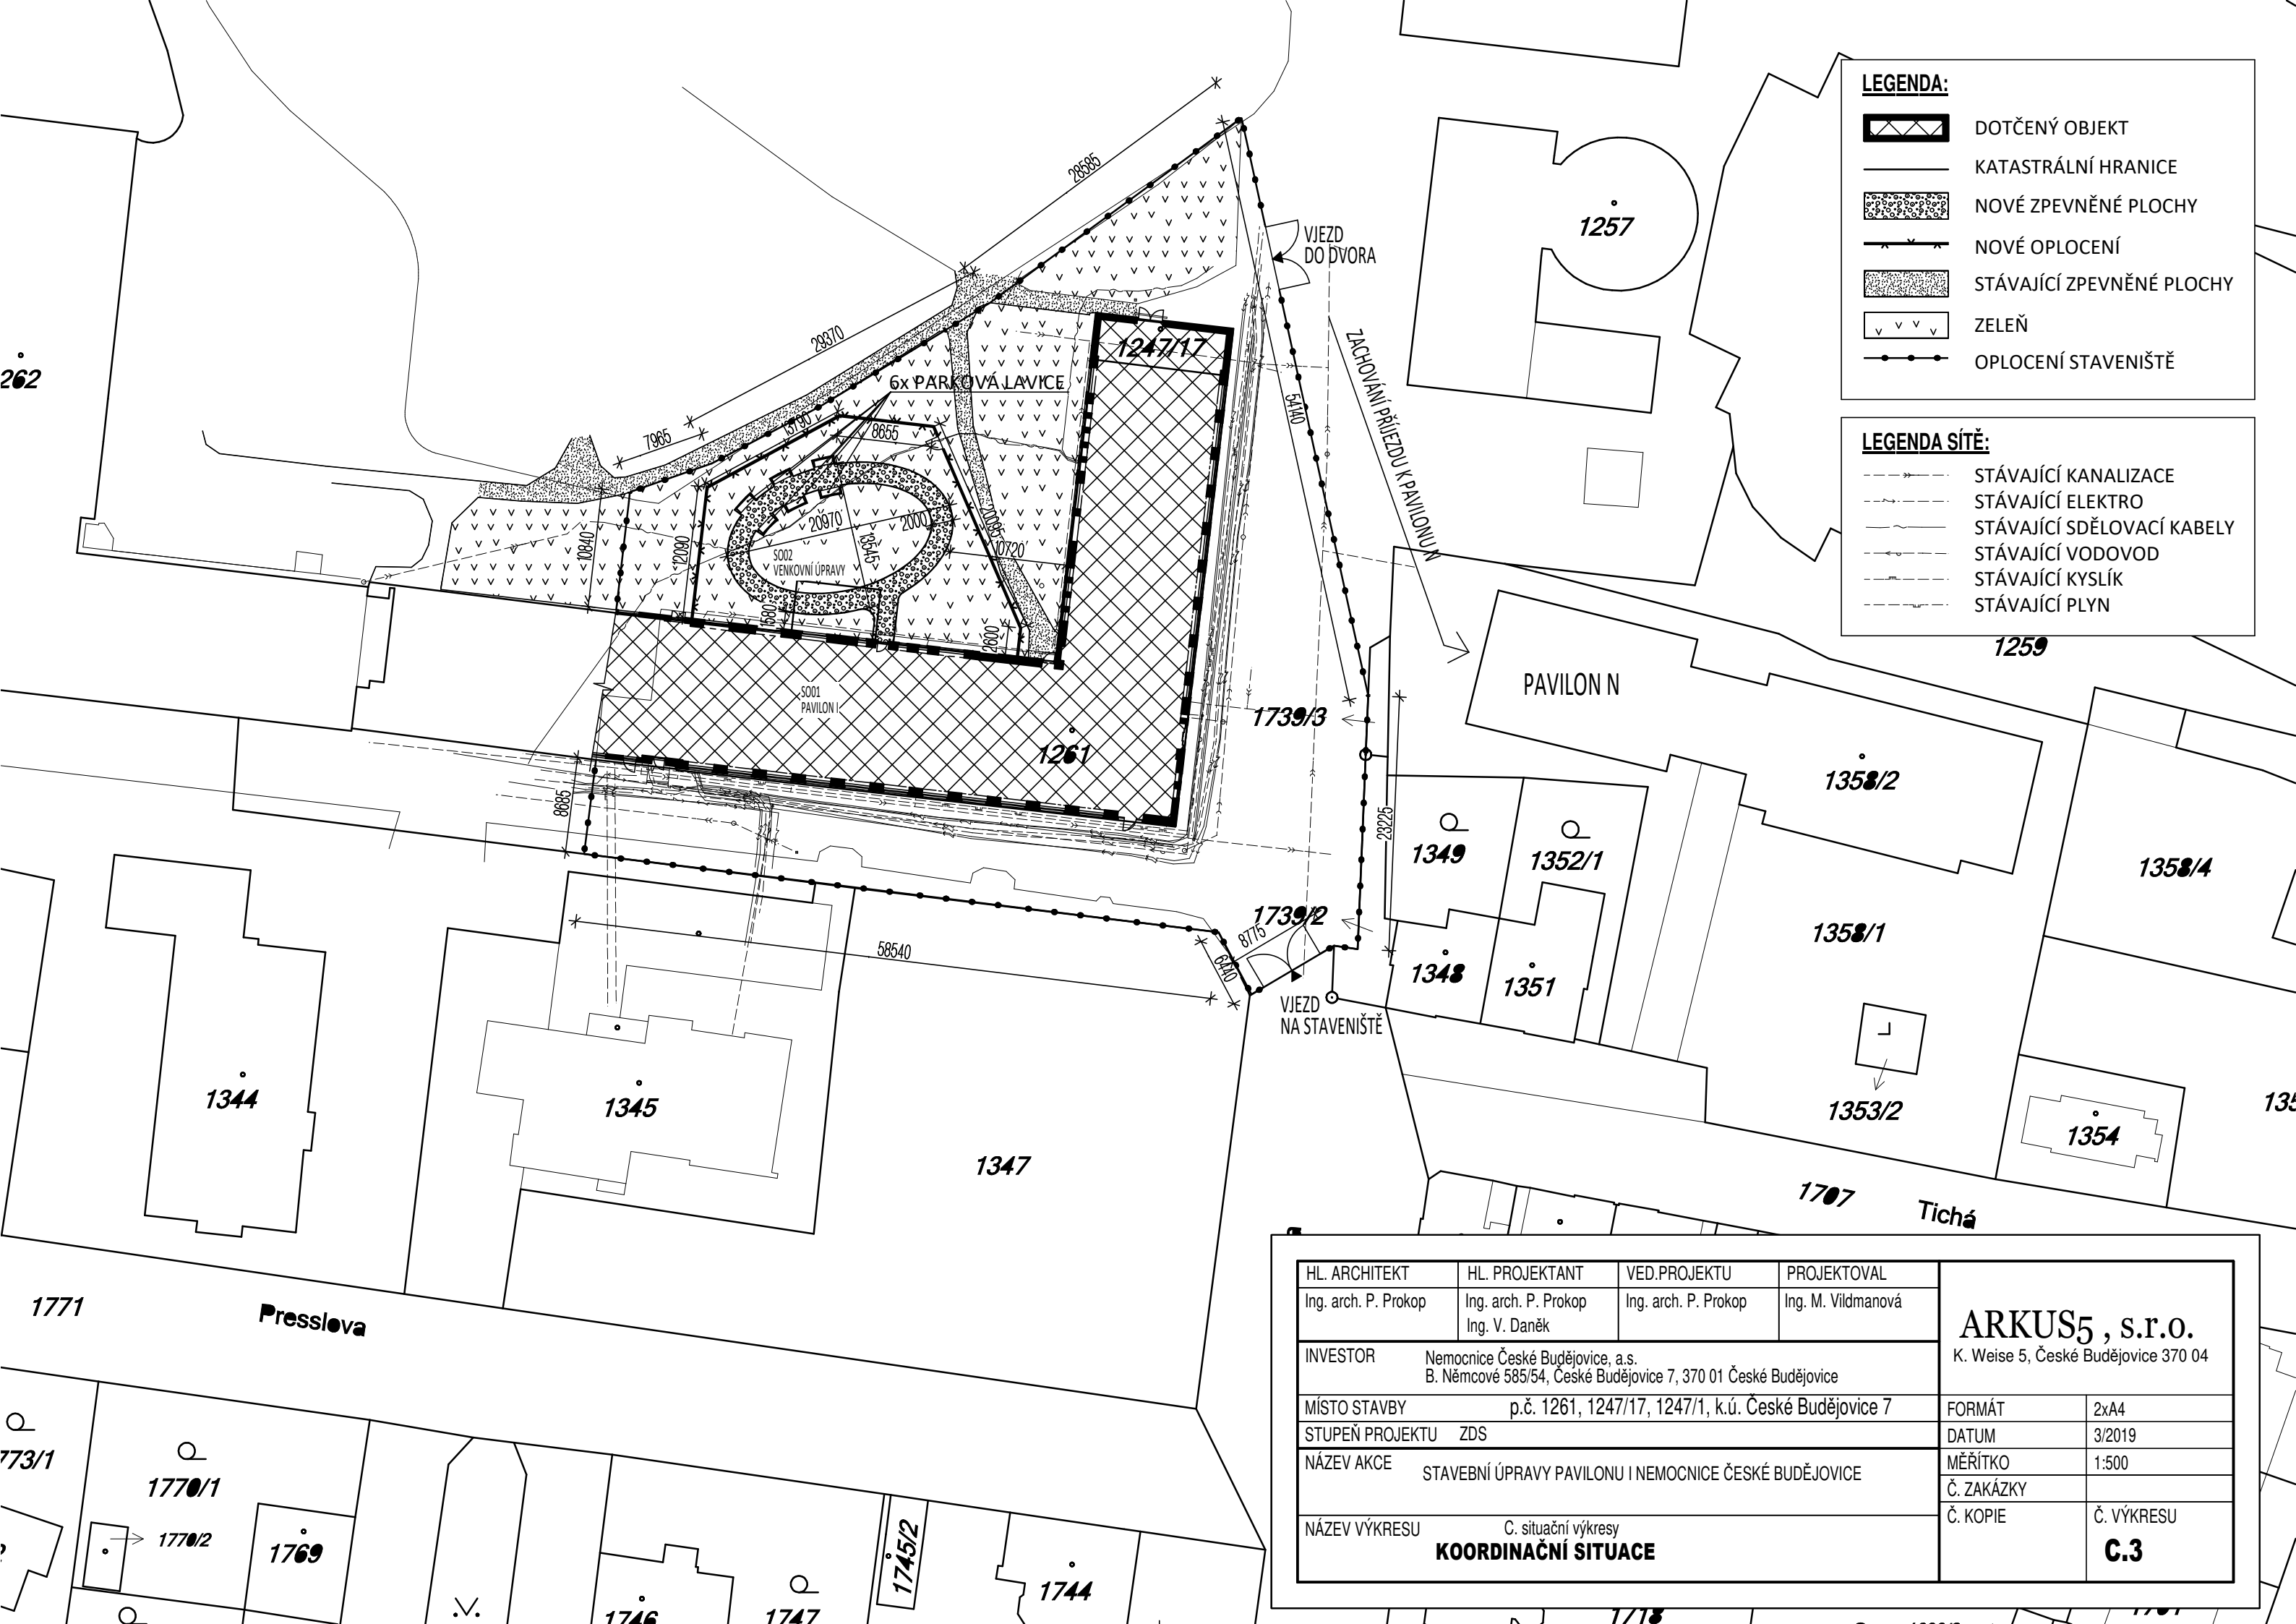 LEGENDA:
DOTČENÝ OBJEKT
KATASTRÁLNÍ HRANICE
NOVÉ ZPEVNĚNÉ PLOCHY
NOVÉ OPLOCENÍ
STÁVAJÍCÍ ZPEVNĚNÉ PLOCHY
ZELEŇ
OPLOCENÍ STAVENIŠTĚ
LEGENDA SÍTĚ:
STÁVAJÍCÍ KANALIZACE
STÁVAJÍCÍ ELEKTRO
STÁVAJÍCÍ SDĚLOVACÍ KABELY
STÁVAJÍCÍ VODOVOD
STÁVAJÍCÍ KYSLÍK
STÁVAJÍCÍ PLYN
28585
1257
VJEZD
DO DVORA
29370
1247/17
262
6x PARKOVÁ LAVICE
ZACHOVÁNÍ PŘÍJEZDU K PAVILONU N
54140
13790
8655
7965
20970
2000
20095
10840
12090
13545
10720
SO02
VENKOVNÍ ÚPRAVY
1580
2600
1259
SO01
PAVILON I
PAVILON N
1739/3
1261
1358/2
8685
23225
1349
1352/1
1358/4
1739/2
8775
6440
58540
1358/1
1348
1351
VJEZD
NA STAVENIŠTĚ
1344
1345
1353/2
135
1354
1347
1707
Tichá
1771
Presslova
773/1
1770/1
1770/2
1769
1745/2
1746
1747
1744
1718
HL. ARCHITEKT
HL. PROJEKTANT
VED.PROJEKTU
PROJEKTOVAL
Ing. arch. P. Prokop
Ing. arch. P. Prokop
Ing. V. Daněk
Ing. arch. P. Prokop
Ing. M. Vildmanová
ARKUS5 , s.r.o.
K. Weise 5, České Budějovice 370 04
INVESTOR
Nemocnice České Budějovice, a.s.
B. Němcové 585/54, České Budějovice 7, 370 01 České Budějovice
MÍSTO STAVBY p.č. 1261, 1247/17, 1247/1, k.ú. České Budějovice 7
STUPEŇ PROJEKTU ZDS
NÁZEV AKCE STAVEBNÍ ÚPRAVY PAVILONU I NEMOCNICE ČESKÉ BUDĚJOVICE
NÁZEV VÝKRESU C. situační výkresy
KOORDINAČNÍ SITUACE
FORMÁT 2xA4
DATUM 3/2019
MĚŘÍTKO 1:500
Č. ZAKÁZKY
Č. KOPIE
Č. VÝKRESU
C.3